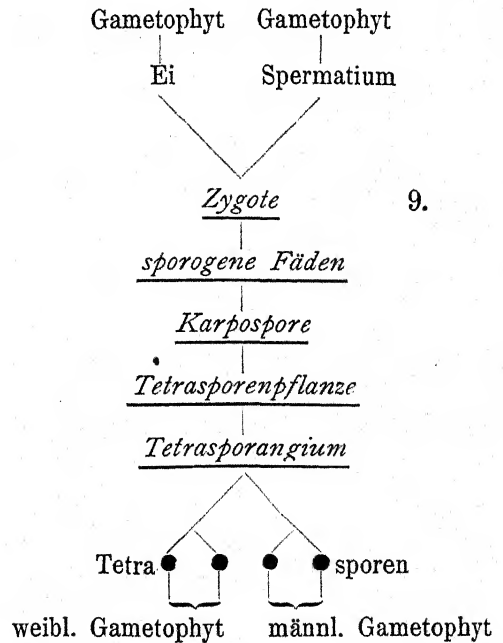 Gametophyt Gametophyt
Ei Spermatium
Zygote 9.
sporogene Fäden
Karpospore
Tetrasporenpflanze
Tetrasporangium
Tetra sporen
weibl. Gametophyt männl. Gametophyt